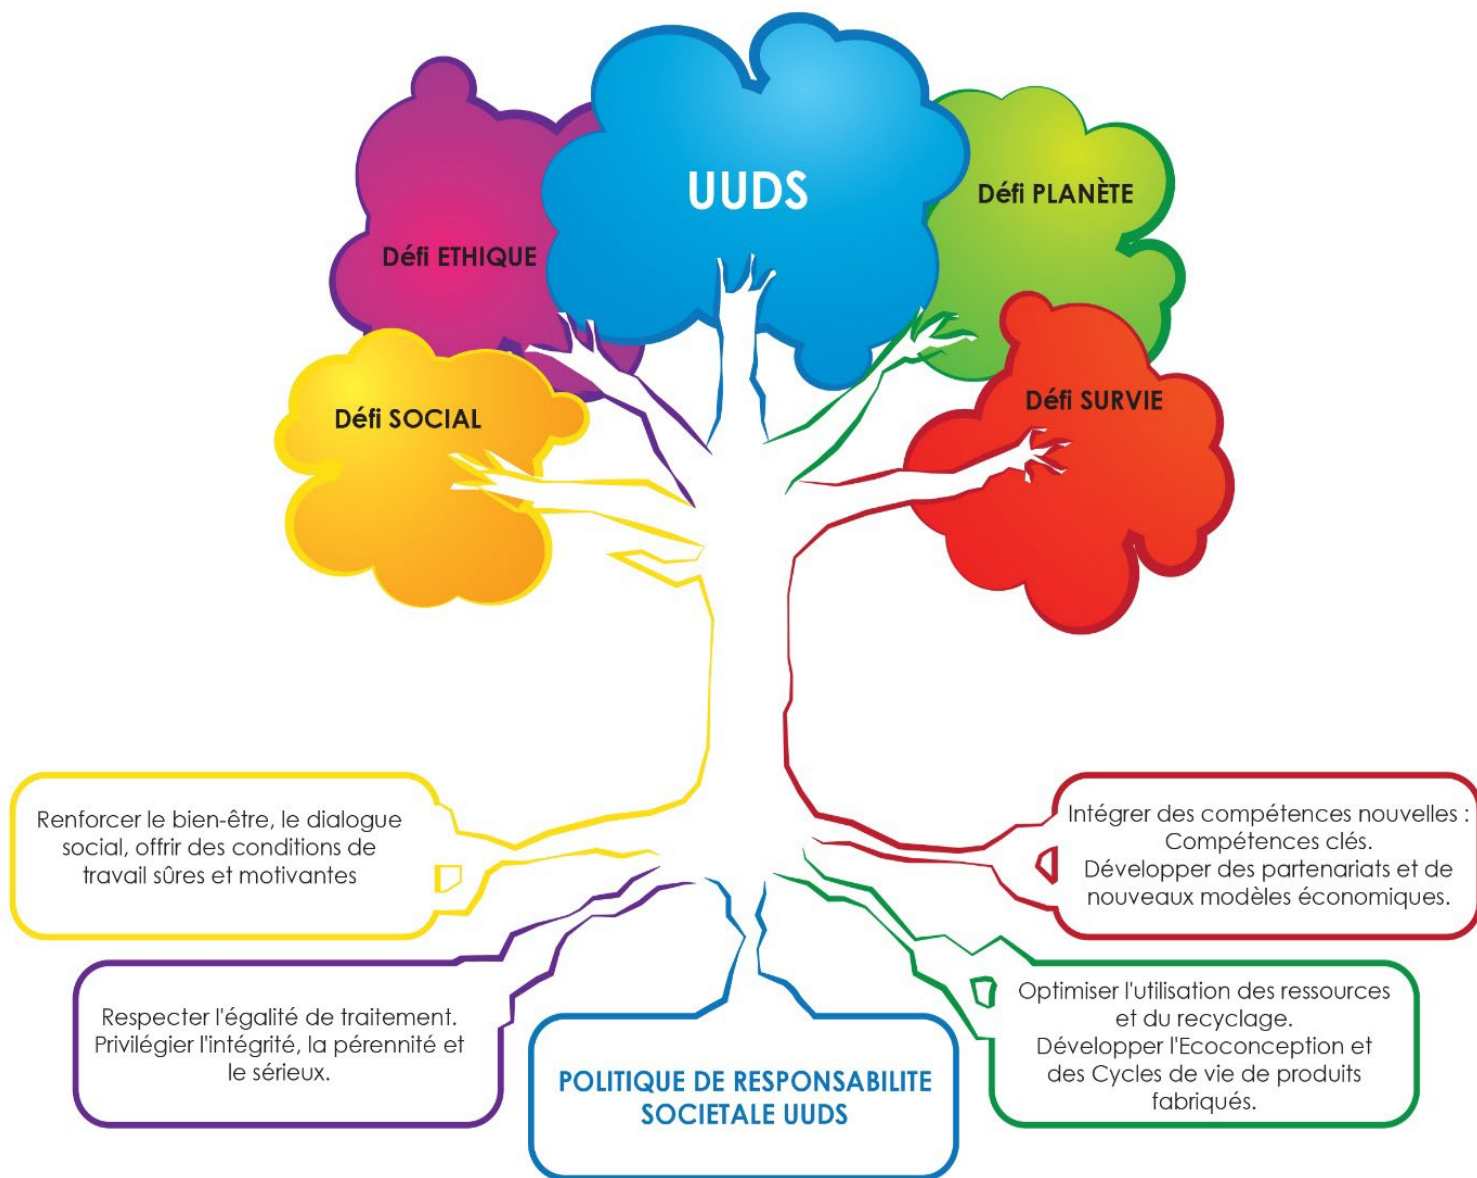 UUDS
Défi PLANÈTE
Défi ETHIQUE
Défi SURVIE
Défi SOCIAL
Renforcer le bien-être, le dialogue
social, offrir des conditions de
travail sûres et motivantes
Intégrer des compétences nouvelles :
Compétences clés.
Développer des partenariats et de
nouveaux modèles économiques.
Respecter l'égalité de traitement.
Privilégier l'intégrité, la pérennité et
le sérieux.
POLITIQUE DE RESPONSABILITE
SOCIETALE UUDS
Optimiser l'utilisation des ressources
et du recyclage.
Développer l'Ecoconception et
des Cycles de vie de produits
fabriqués.